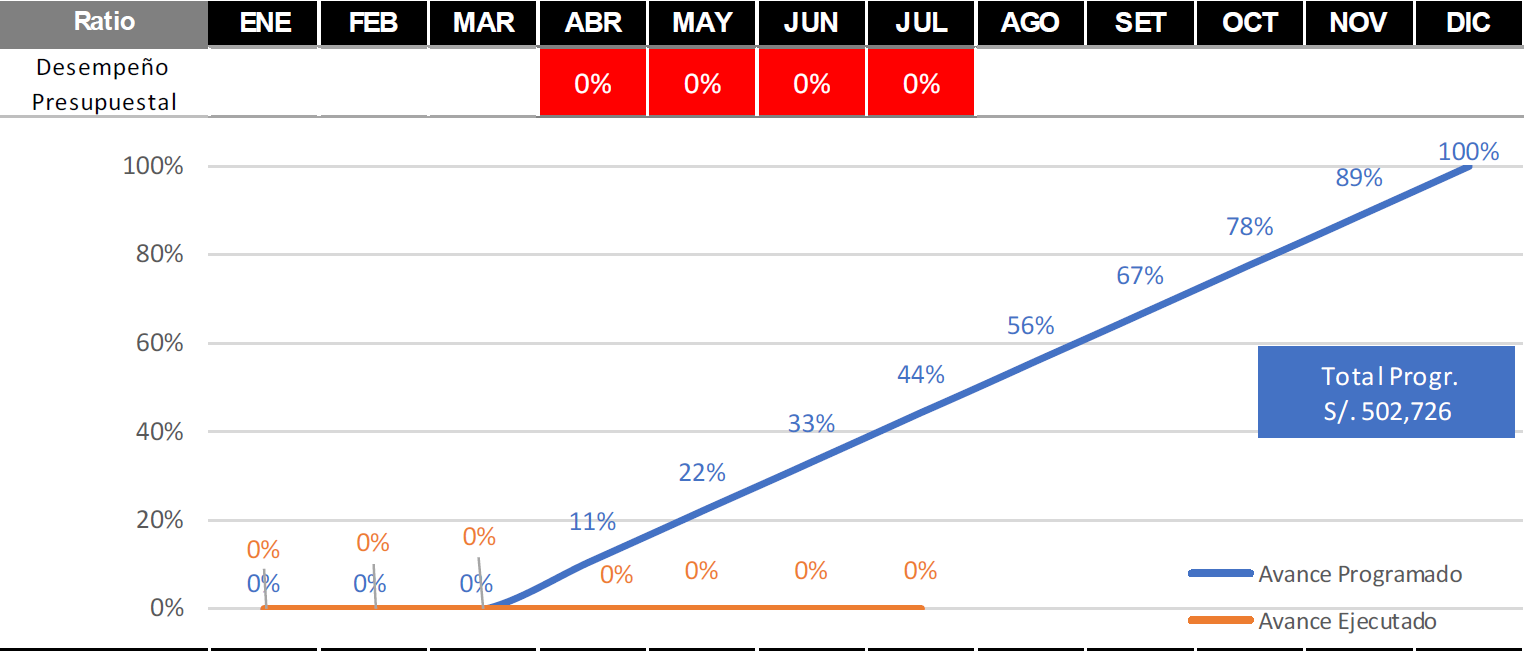 Ratio ENE FEB MAR ABR MAY JUN JUL AGO SET OCT NOV DIC
Desempeño
Presupuestal
0% 0% 0% 0%
100%
80%
60%
40%
20%
0%
100%
89%
78%
67%
56%
44%
33%
22%
11%
0% 0% 0%
0% 0% 0%
0% 0% 0% 0%
Total Progr.
S/. 502,726
Avance Programado
Avance Ejecutado